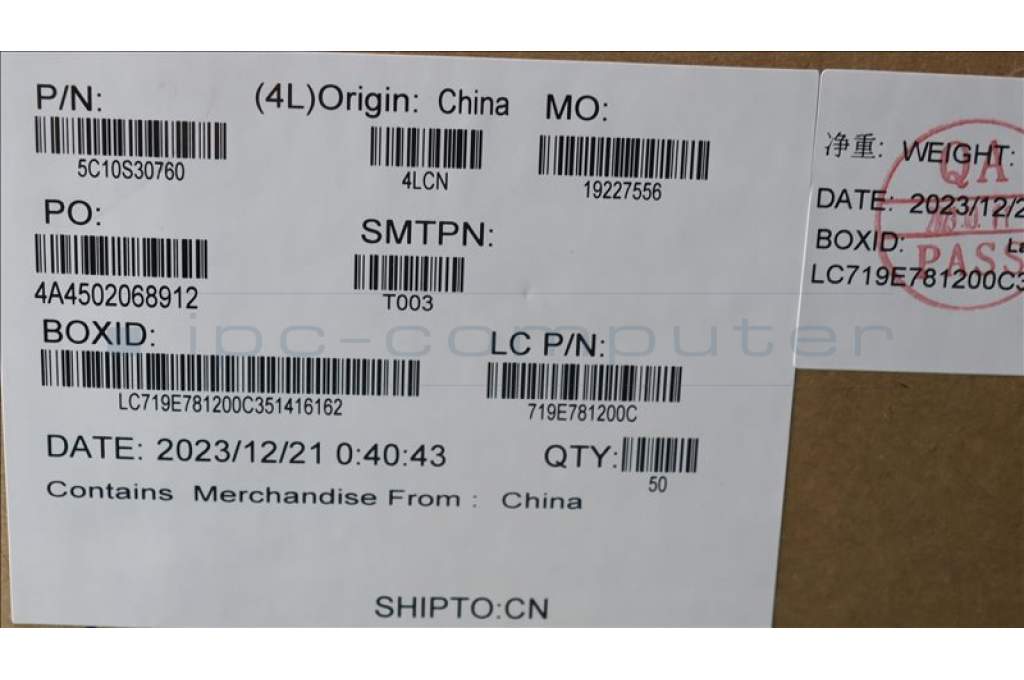 P/N: (4L)Origin: China MO:
5C10S30760 4LCN 19227556
PO: SMTPN:
4A4502068912 T003
BOXID: LC P/N:
LC719E781200C351416162 719E781200C
DATE: 2023/12/21 0:40:43 QTY:
50
Contains Merchandise From : China
SHIPTO:CN
净重: WEIGHT:
DATE: 2023/12/2
BOXID:
LC719E781200C3
QA
PASS
ipc-computer